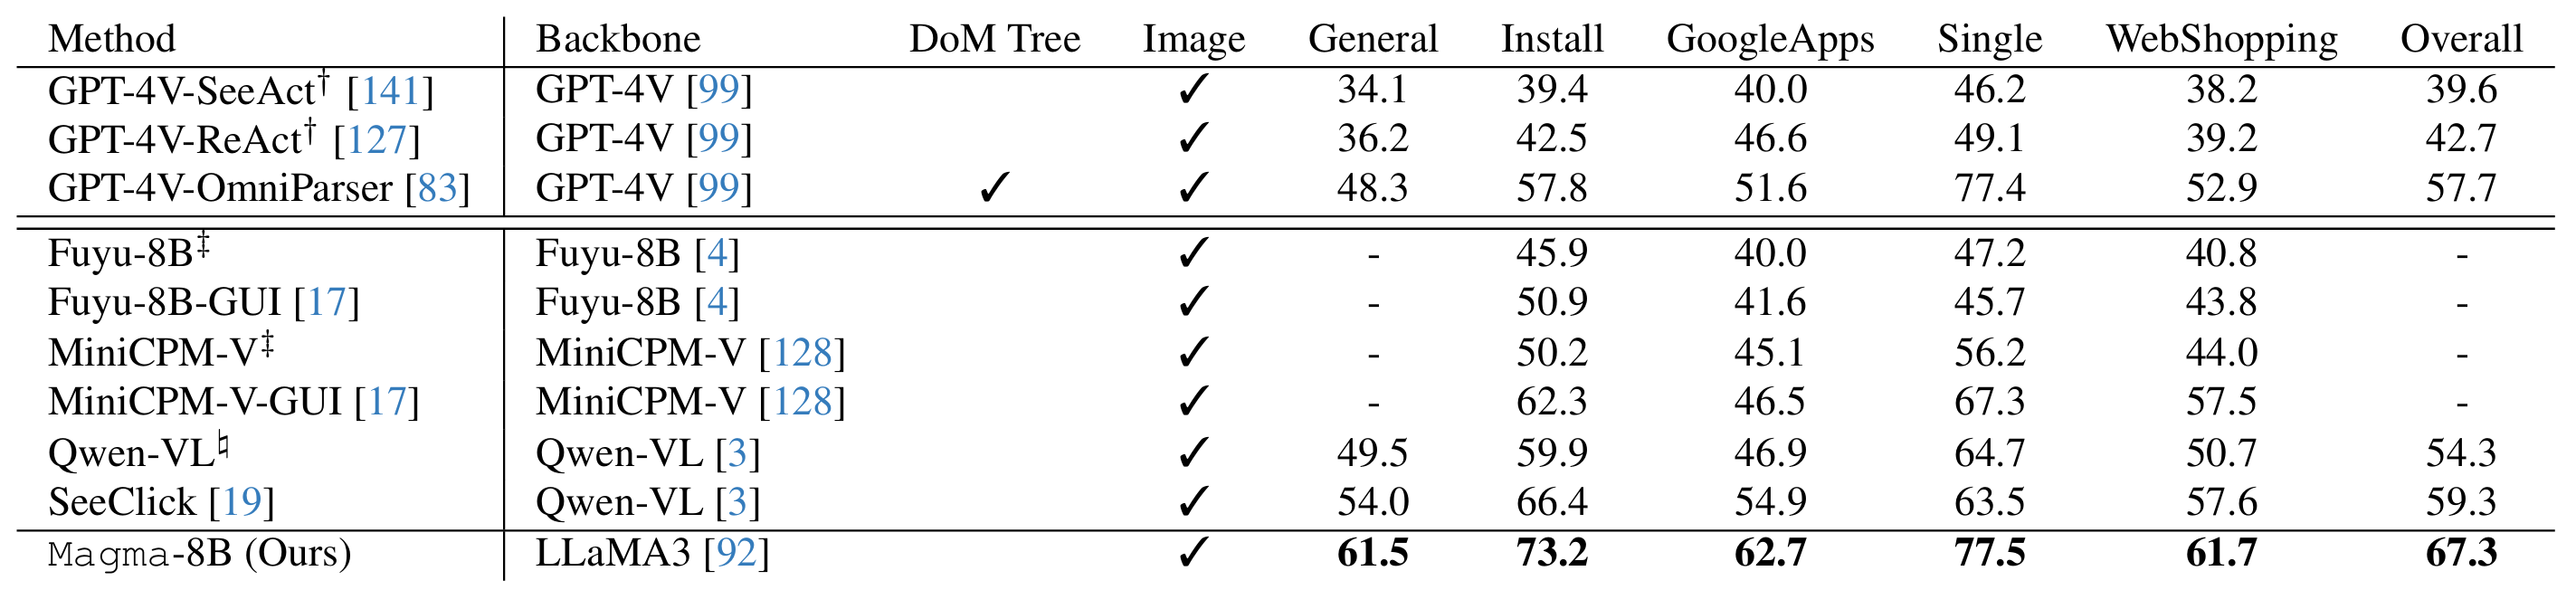 Method Backbone DoM Tree Image General Install GoogleApps Single WebShopping Overall
GPT-4V-SeeAct† [141] GPT-4V [99] ✓ 34.1 39.4 40.0 46.2 38.2 39.6
GPT-4V-ReAct† [127] GPT-4V [99] ✓ 36.2 42.5 46.6 49.1 39.2 42.7
GPT-4V-OmniParser [83] GPT-4V [99] ✓ ✓ 48.3 57.8 51.6 77.4 52.9 57.7
Fuyu-8B‡ Fuyu-8B [4] ✓ - 45.9 40.0 47.2 40.8 -
Fuyu-8B-GUI [17] Fuyu-8B [4] ✓ - 50.9 41.6 45.7 43.8 -
MiniCPM-V‡ MiniCPM-V [128] ✓ - 50.2 45.1 56.2 44.0 -
MiniCPM-V-GUI [17] MiniCPM-V [128] ✓ - 62.3 46.5 67.3 57.5 -
Qwen-VL♮ Qwen-VL [3] ✓ 49.5 59.9 46.9 64.7 50.7 54.3
SeeClick [19] Qwen-VL [3] ✓ 54.0 66.4 54.9 63.5 57.6 59.3
Magma-8B (Ours) LLaMA3 [92] ✓ 61.5 73.2 62.7 77.5 61.7 67.3